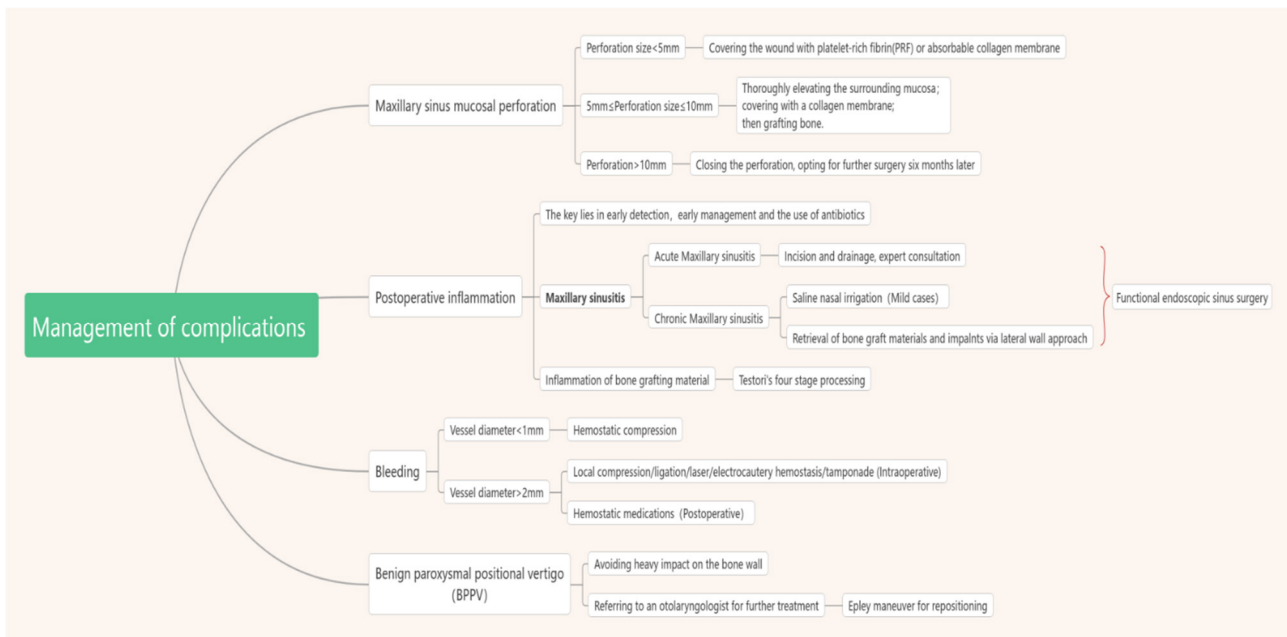 Management of complications
Maxillary sinus mucosal perforation
Perforation size<5mm
Covering the wound with platelet-rich fibrin(PRF) or absorbable collagen membrane
5mm≤Perforation size≤10mm
Thoroughly elevating the surrounding mucosa;
covering with a collagen membrane;
then grafting bone.
Perforation>10mm
Closing the perforation, opting for further surgery six months later
Postoperative inflammation
The key lies in early detection, early management and the use of antibiotics
Maxillary sinusitis
Acute Maxillary sinusitis
Incision and drainage, expert consultation
Chronic Maxillary sinusitis
Saline nasal irrigation (Mild cases)
Retrieval of bone graft materials and impalnts via lateral wall approach
Functional endoscopic sinus surgery
Inflammation of bone grafting material
Testori's four stage processing
Bleeding
Vessel diameter<1mm
Hemostatic compression
Vessel diameter>2mm
Local compression/ligation/laser/electrocautery hemostasis/tamponade (Intraoperative)
Hemostatic medications (Postoperative)
Benign paroxysmal positional vertigo
(BPPV)
Avoiding heavy impact on the bone wall
Referring to an otolaryngologist for further treatment
Epley maneuver for repositioning